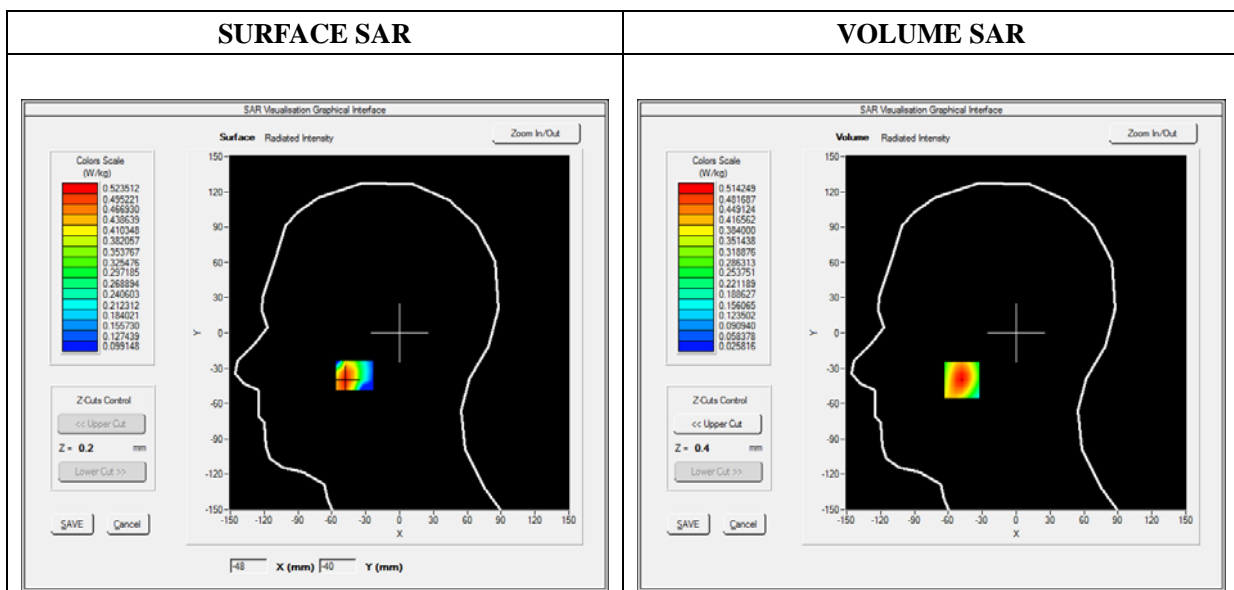 SURFACE SAR
VOLUME SAR
SAR Visualisation Graphical Interface
Surface Radiated Intensity
Zoom In/Out
Colors Scale
(W/kg)
0.523512
0.495221
0.466930
0.438639
0.410348
0.382057
0.353767
0.325476
0.297185
0.268894
0.240603
0.212312
0.184021
0.155730
0.127439
0.099148
150
120
90
60
30
0
-30
-60
-90
-120
-150
Y
-150 -120 -90 -60 -30 0 30 60 90 120 150
X
Z-Cuts Control
<< Upper Cut
Z = 0.2 mm
Lower Cut >>
SAVE Cancel
-48 X (mm) -40 Y (mm)
SAR Visualisation Graphical Interface
Volume Radiated Intensity
Zoom In/Out
Colors Scale
(W/kg)
0.514249
0.481687
0.449124
0.416562
0.384000
0.351438
0.318876
0.286313
0.253751
0.221189
0.188627
0.156065
0.123502
0.090940
0.058378
0.025816
150
120
90
60
30
0
-30
-60
-90
-120
-150
Y
-150 -120 -90 -60 -30 0 30 60 90 120 150
X
Z-Cuts Control
<< Upper Cut
Z = 0.4 mm
Lower Cut >>
SAVE Cancel